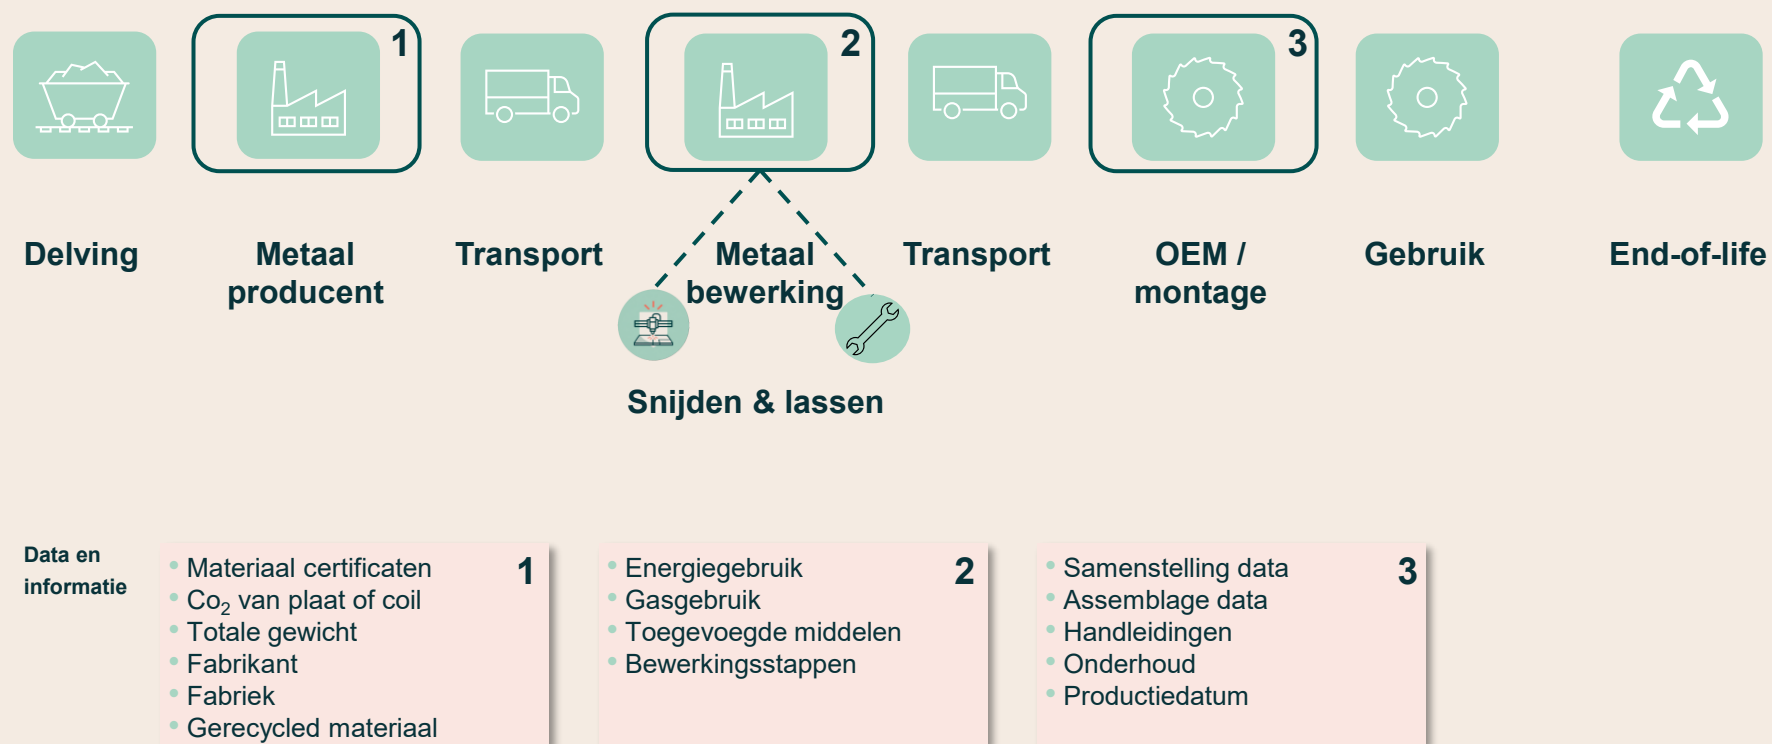 1
2
3
Delving
Metaal
producent
Transport
Metaal
bewerking
Transport
OEM /
montage
Gebruik
End-of-life
Snijden & lassen
Data en
informatie
1
• Materiaal certificaten
• Co₂ van plaat of coil
• Totale gewicht
• Fabrikant
• Fabriek
• Gerecycled materiaal
2
• Energiegebruik
• Gasgebruik
• Toegevoegde middelen
• Bewerkingsstappen
3
• Samenstelling data
• Assemblage data
• Handleidingen
• Onderhoud
• Productiedatum